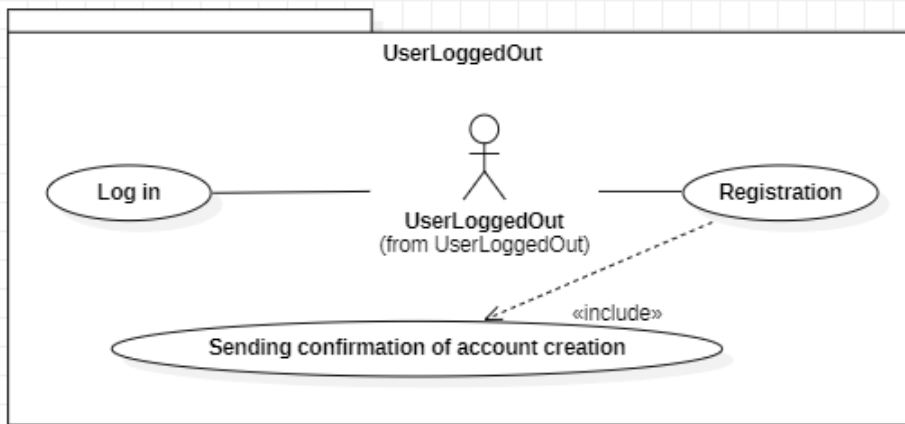 UserLoggedOut
Log in
UserLoggedOut
(from UserLoggedOut)
Registration
«include»
Sending confirmation of account creation